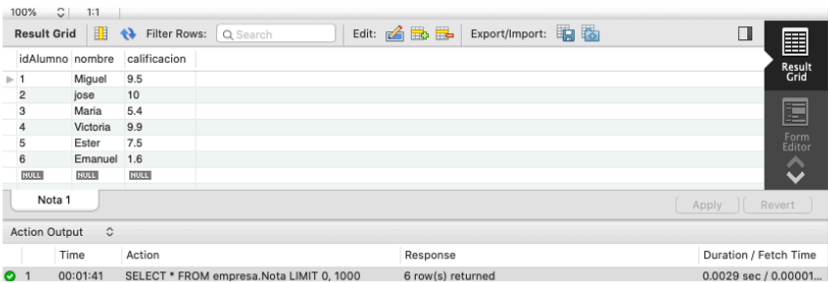 100% 1:1
Result Grid Filter Rows: Search Edit: Export/Import:
idAlumno nombre calificacion
1 Miguel 9.5
2 jose 10
3 Maria 5.4
4 Victoria 9.9
5 Ester 7.5
6 Emanuel 1.6
NULL NULL NULL
Result
Grid
Form
Editor
Nota 1 Apply Revert
Action Output
Time Action Response Duration / Fetch Time
1 00:01:41 SELECT * FROM empresa.Nota LIMIT 0, 1000 6 row(s) returned 0.0029 sec / 0.00001...